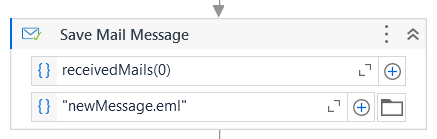 Save Mail Message
{} receivedMails(0)
{} "newMessage.eml"